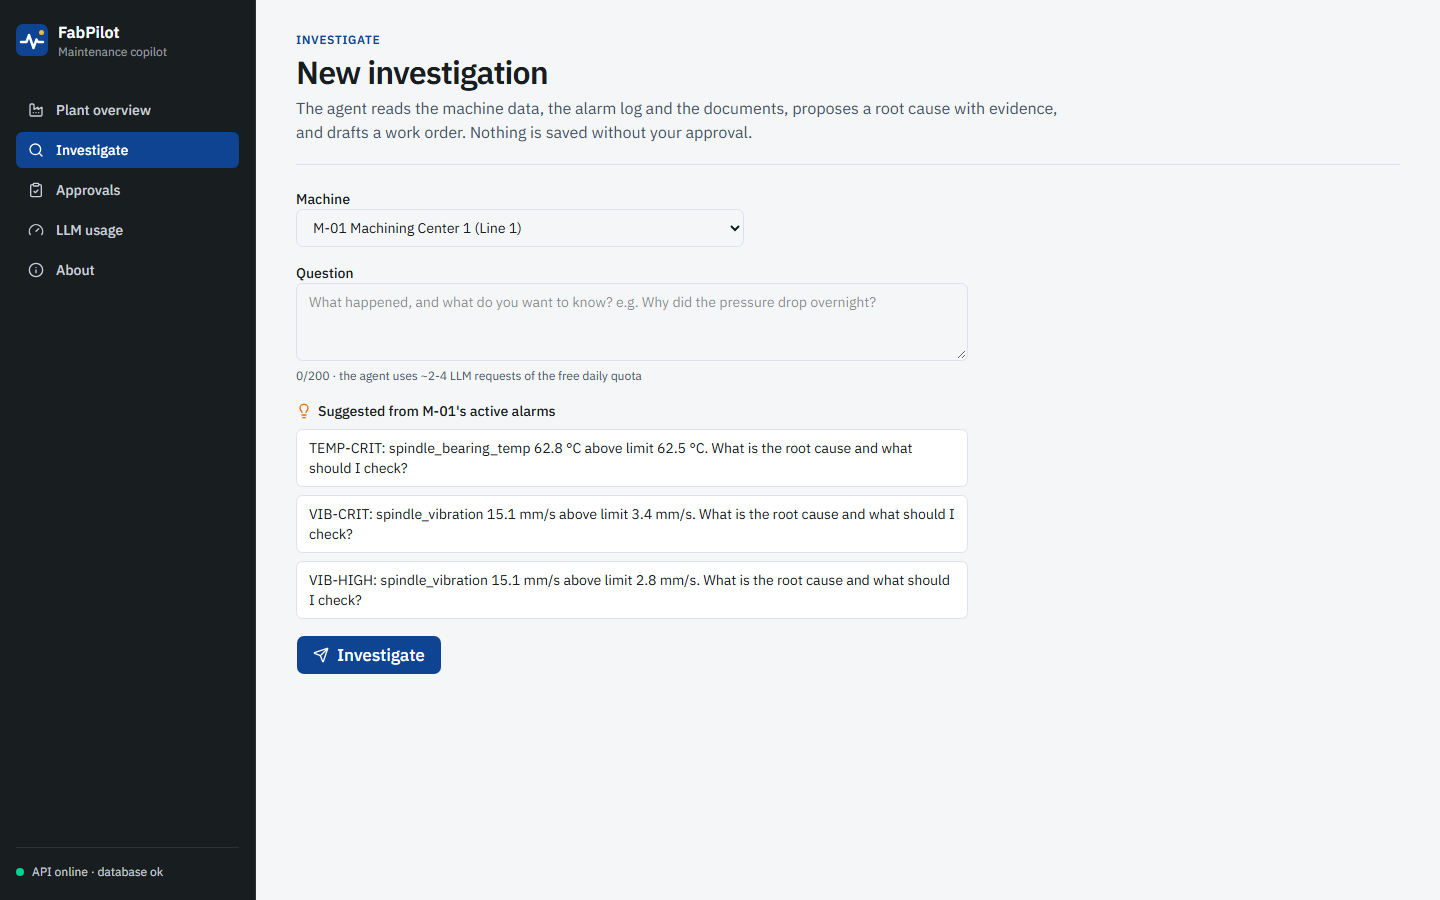 FabPilot
Maintenance copilot
Plant overview
Investigate
Approvals
LLM usage
About
API online · database ok
INVESTIGATE
New investigation
The agent reads the machine data, the alarm log and the documents, proposes a root cause with evidence,
and drafts a work order. Nothing is saved without your approval.
Machine
M-01 Machining Center 1 (Line 1)
Question
What happened, and what do you want to know? e.g. Why did the pressure drop overnight?
0/200 · the agent uses ~2-4 LLM requests of the free daily quota
Suggested from M-01's active alarms
TEMP-CRIT: spindle_bearing_temp 62.8 °C above limit 62.5 °C. What is the root cause and what
should I check?
VIB-CRIT: spindle_vibration 15.1 mm/s above limit 3.4 mm/s. What is the root cause and what should I
check?
VIB-HIGH: spindle_vibration 15.1 mm/s above limit 2.8 mm/s. What is the root cause and what should
I check?
Investigate